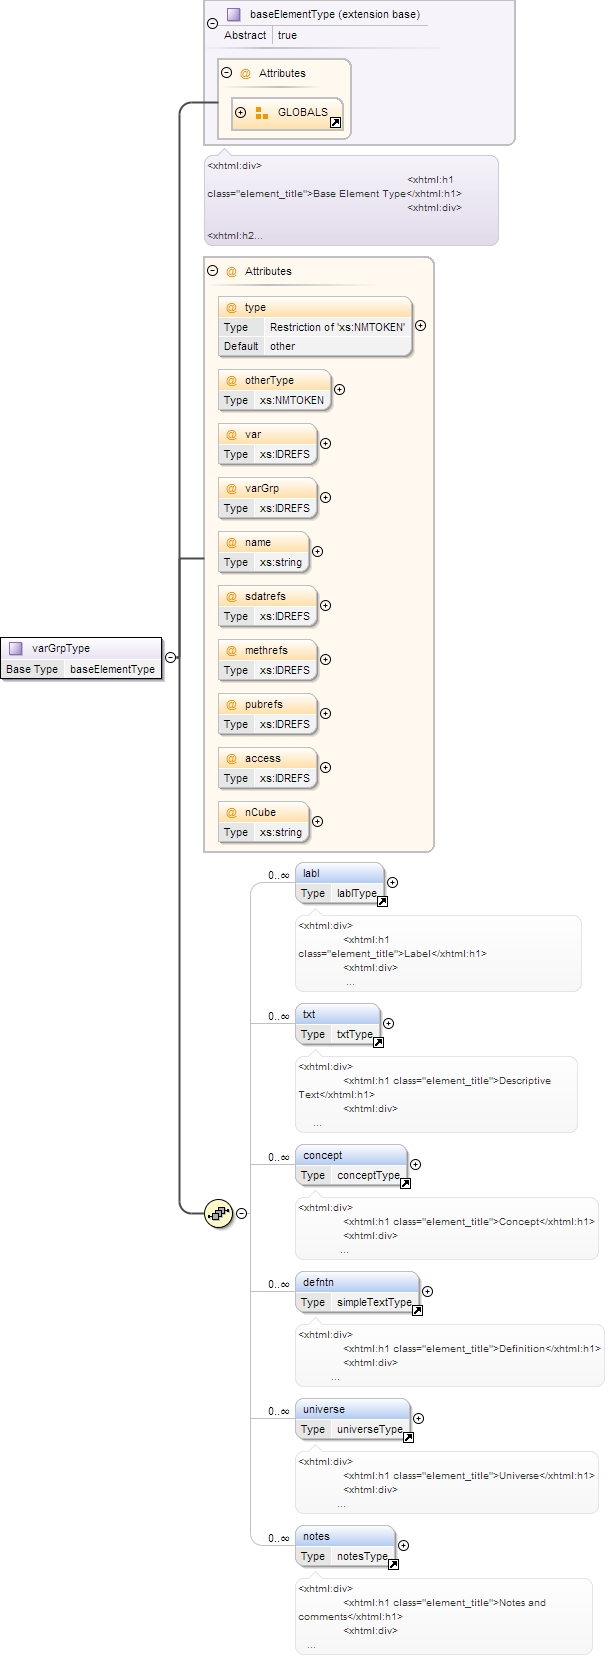 baseElementType (extension base)
Abstract true
@ Attributes
GLOBALS
<xhtml:div>
<xhtml:h1
class="element_title">Base Element Type</xhtml:h1>
<xhtml:div>
<xhtml:h2...
@ Attributes
@ type
Type Restriction of 'xs:NMTOKEN'
Default other
@ otherType
Type xs:NMTOKEN
@ var
Type xs:IDREFS
@ varGrp
Type xs:IDREFS
@ name
Type xs:string
@ sdatrefs
Type xs:IDREFS
varGrpType
Base Type baseElementType
@ methrefs
Type xs:IDREFS
@ pubrefs
Type xs:IDREFS
@ access
Type xs:IDREFS
@ nCube
Type xs:string
0..∞ labl
Type lablType
<xhtml:div>
<xhtml:h1
class="element_title">Label</xhtml:h1>
<xhtml:div>
...
0..∞ txt
Type txtType
<xhtml:div>
<xhtml:h1 class="element_title">Descriptive
Text</xhtml:h1>
<xhtml:div>
...
0..∞ concept
Type conceptType
<xhtml:div>
<xhtml:h1 class="element_title">Concept</xhtml:h1>
<xhtml:div>
...
0..∞ defntn
Type simpleTextType
<xhtml:div>
<xhtml:h1 class="element_title">Definition</xhtml:h1>
<xhtml:div>
...
0..∞ universe
Type universeType
<xhtml:div>
<xhtml:h1 class="element_title">Universe</xhtml:h1>
<xhtml:div>
...
0..∞ notes
Type notesType
<xhtml:div>
<xhtml:h1 class="element_title">Notes and
comments</xhtml:h1>
<xhtml:div>
...